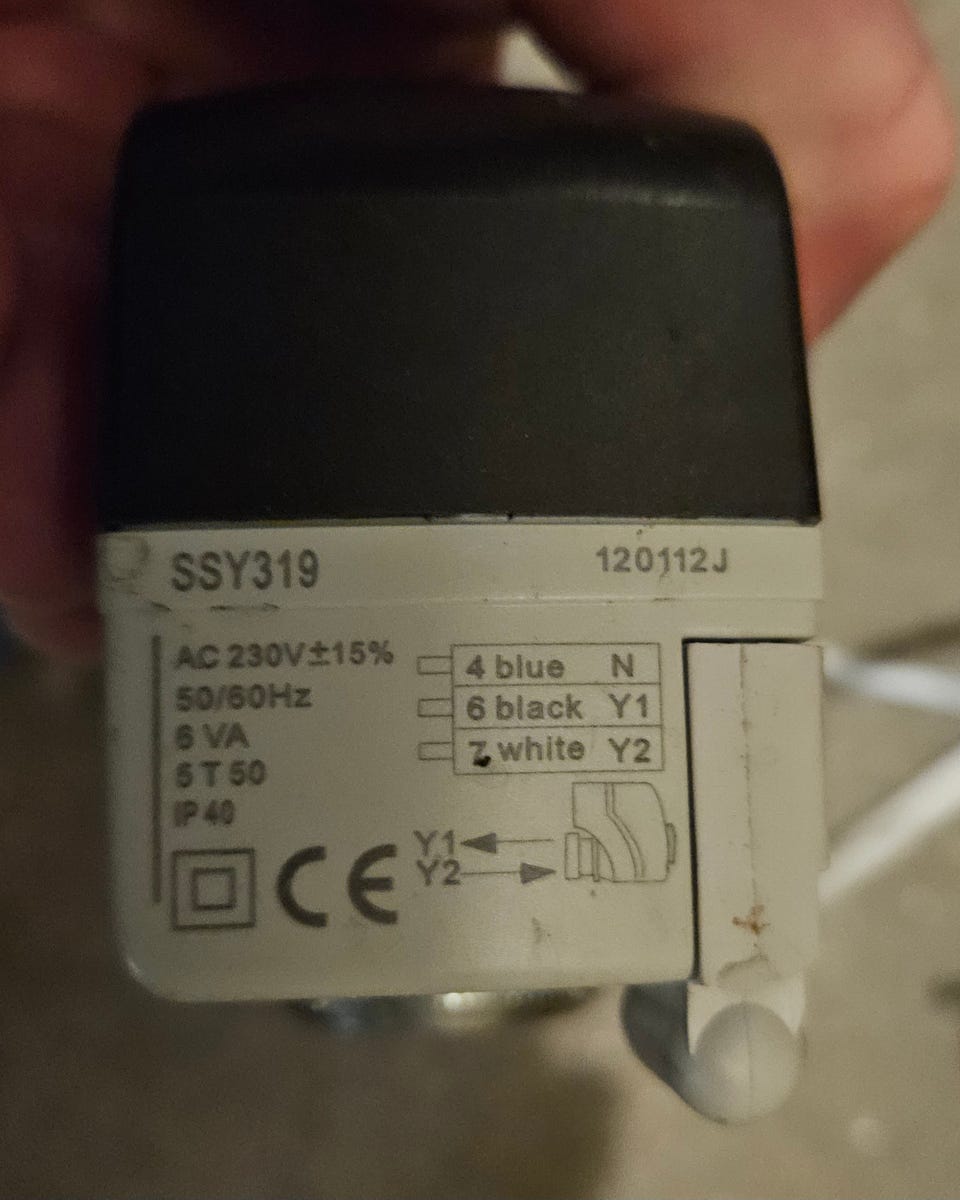 SSY319 120112J
AC 230V±15%
50/60Hz
6 VA
5 T 50
IP 40
4 blue N
6 black Y1
7 white Y2
Y1
Y2
CE